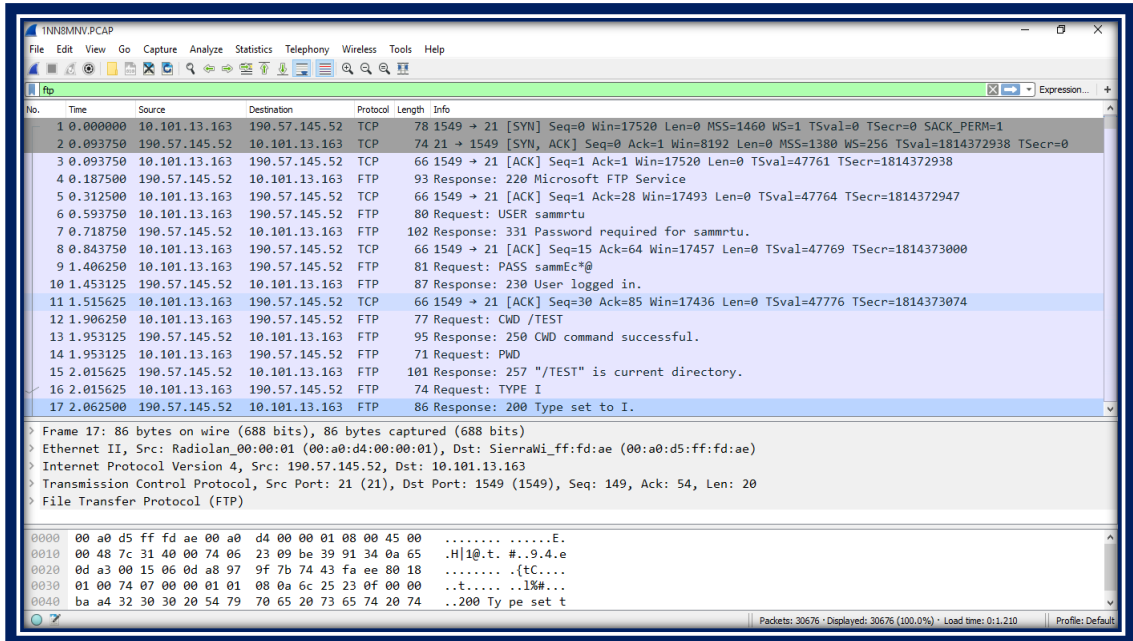 1NN8MNV.PCAP
File Edit View Go Capture Analyze Statistics Telephony Wireless Tools Help
ftp Expression... +
No. Time Source Destination Protocol Length Info
1 0.000000 10.101.13.163 190.57.145.52 TCP 78 1549 → 21 [SYN] Seq=0 Win=17520 Len=0 MSS=1460 WS=1 TSval=0 TSecr=0 SACK_PERM=1
2 0.093750 190.57.145.52 10.101.13.163 TCP 74 21 → 1549 [SYN, ACK] Seq=0 Ack=1 Win=8192 Len=0 MSS=1380 WS=256 TSval=1814372938 TSecr=0
3 0.093750 10.101.13.163 190.57.145.52 TCP 66 1549 → 21 [ACK] Seq=1 Ack=1 Win=17520 Len=0 TSval=47761 TSecr=1814372938
4 0.187500 190.57.145.52 10.101.13.163 FTP 93 Response: 220 Microsoft FTP Service
5 0.312500 10.101.13.163 190.57.145.52 TCP 66 1549 → 21 [ACK] Seq=1 Ack=28 Win=17493 Len=0 TSval=47764 TSecr=1814372947
6 0.593750 10.101.13.163 190.57.145.52 FTP 80 Request: USER sammrtu
7 0.718750 190.57.145.52 10.101.13.163 FTP 102 Response: 331 Password required for sammrtu.
8 0.843750 10.101.13.163 190.57.145.52 TCP 66 1549 → 21 [ACK] Seq=15 Ack=64 Win=17457 Len=0 TSval=47769 TSecr=1814373000
9 1.406250 10.101.13.163 190.57.145.52 FTP 81 Request: PASS sammEc*@
10 1.453125 190.57.145.52 10.101.13.163 FTP 87 Response: 230 User logged in.
11 1.515625 10.101.13.163 190.57.145.52 TCP 66 1549 → 21 [ACK] Seq=30 Ack=85 Win=17436 Len=0 TSval=47776 TSecr=1814373074
12 1.906250 10.101.13.163 190.57.145.52 FTP 77 Request: CWD /TEST
13 1.953125 190.57.145.52 10.101.13.163 FTP 95 Response: 250 CWD command successful.
14 1.953125 10.101.13.163 190.57.145.52 FTP 71 Request: PWD
15 2.015625 190.57.145.52 10.101.13.163 FTP 101 Response: 257 "/TEST" is current directory.
16 2.015625 10.101.13.163 190.57.145.52 FTP 74 Request: TYPE I
17 2.062500 190.57.145.52 10.101.13.163 FTP 86 Response: 200 Type set to I.
> Frame 17: 86 bytes on wire (688 bits), 86 bytes captured (688 bits)
> Ethernet II, Src: Radiolan_00:00:01 (00:a0:d4:00:00:01), Dst: SierraWi_ff:fd:ae (00:a0:d5:ff:fd:ae)
> Internet Protocol Version 4, Src: 190.57.145.52, Dst: 10.101.13.163
> Transmission Control Protocol, Src Port: 21 (21), Dst Port: 1549 (1549), Seq: 149, Ack: 54, Len: 20
> File Transfer Protocol (FTP)
0000 00 a0 d5 ff fd ae 00 a0 d4 00 00 01 08 00 45 00 ........ ......E.
0010 00 48 7c 31 40 00 74 06 23 09 be 39 91 34 0a 65 .H|1@.t. #..9.4.e
0020 0d a3 00 15 06 0d a8 97 9f 7b 74 43 fa ee 80 18 ........ .{tC....
0030 01 00 74 07 00 00 01 01 08 0a 6c 25 23 0f 00 00 ..t..... ..l%#...
0040 ba a4 32 30 30 20 54 79 70 65 20 73 65 74 20 74 ..200 Ty pe set t
Packets: 30676 · Displayed: 30676 (100.0%) · Load time: 0:1.210 Profile: Default